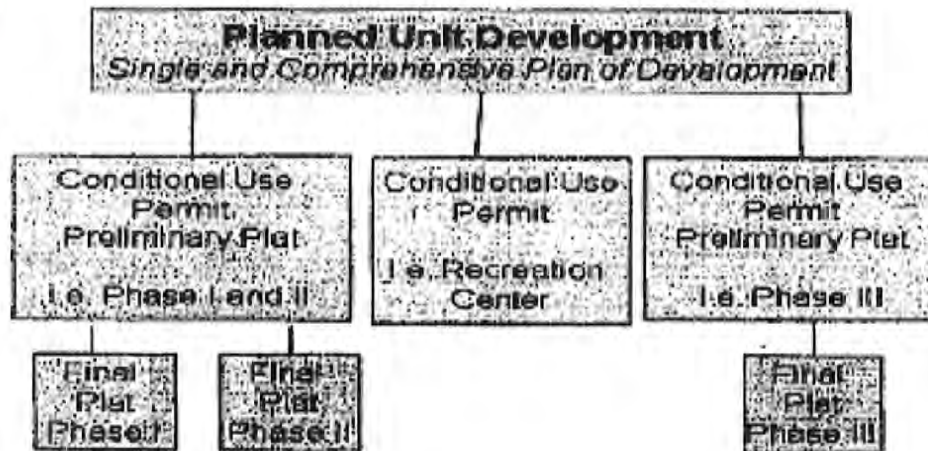 Planned Unit Development
Single and Comprehensive Plan of Development
Conditional Use
Permit
Preliminary Plat
I.e. Phase I and II
Conditional Use
Permit
I.e. Recreation
Center
Conditional Use
Permit
Preliminary Plat
I.e. Phase III
Final
Plat
Phase I
Final
Plat
Phase II
Final
Plat
Phase III